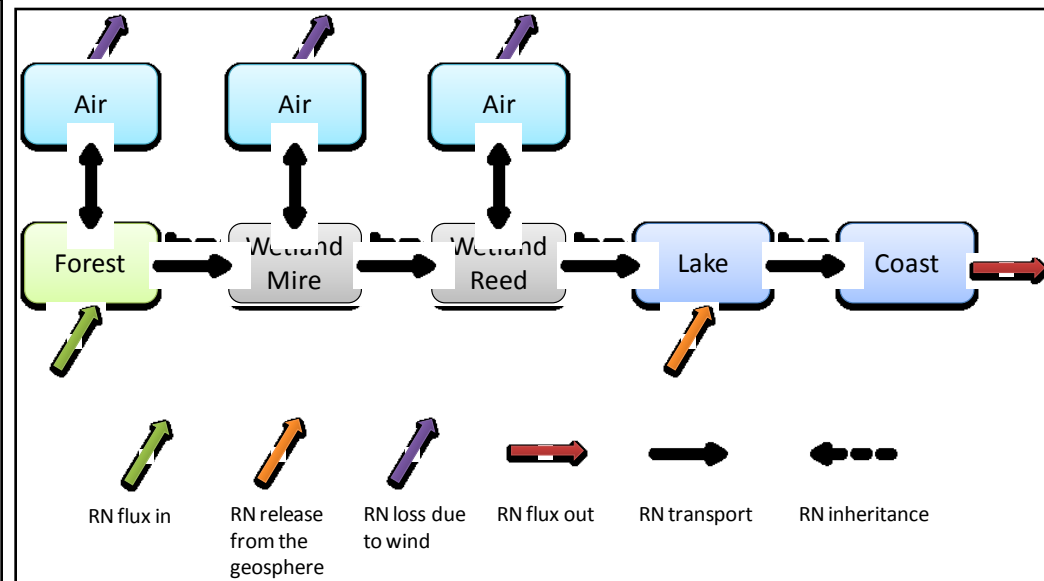 Air
Air
Air
Forest
Wetland
Mire
Wetland
Reed
Lake
Coast
RN flux in
RN release
from the
geosphere
RN loss due
to wind
RN flux out
RN transport
RN inheritance